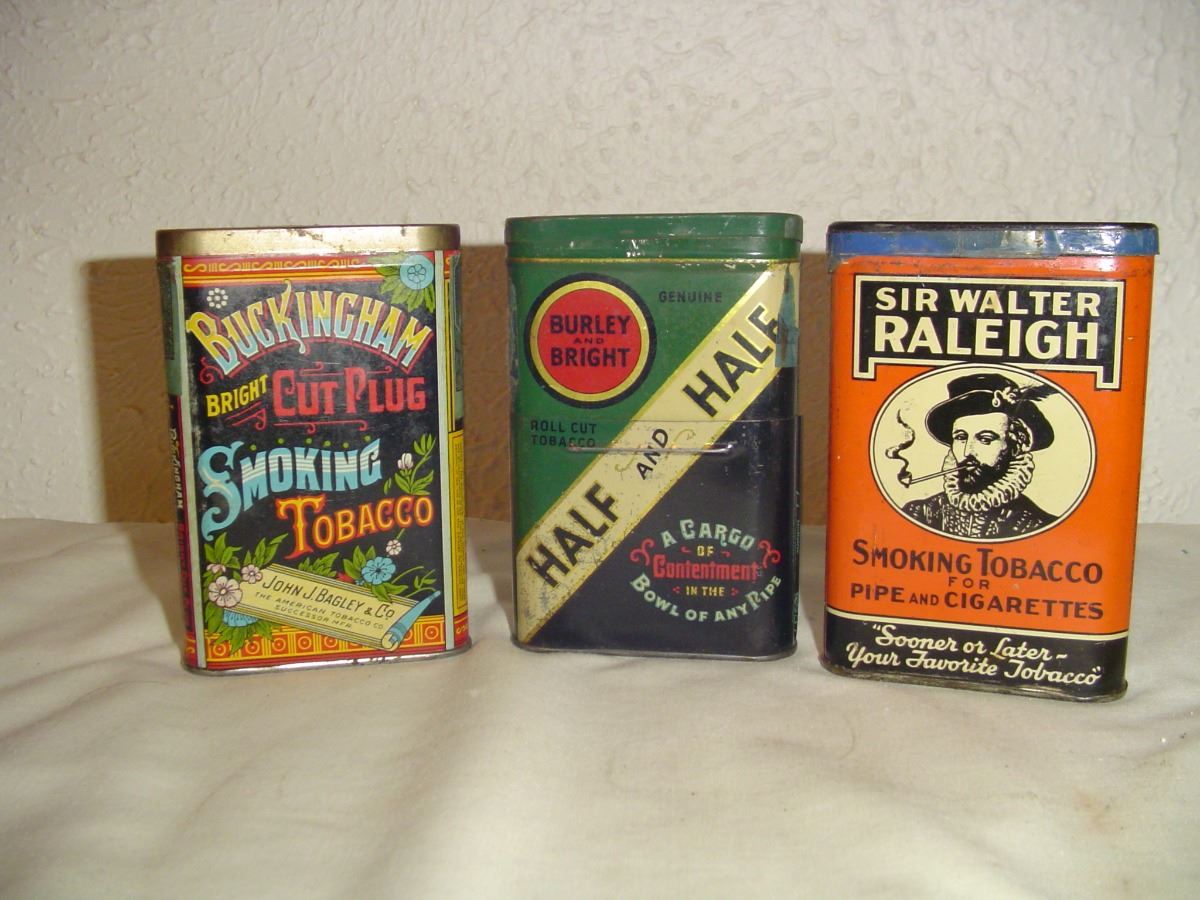 BUCKINGHAM
BRIGHT CUT PLUG
SMOKING
TOBACCO
JOHN J. BAGLEY & CO
THE AMERICAN TOBACCO CO
SUCCESSOR MFR
GENUINE
BURLEY
AND
BRIGHT
ROLL CUT
TOBACCO
HALF AND HALF
A CARGO
OF
Contentment
IN THE
BOWL OF ANY PIPE
SIR WALTER
RALEIGH
SMOKING TOBACCO
FOR
PIPE AND CIGARETTES
"Sooner or Later-
Your Favorite Tobacco"